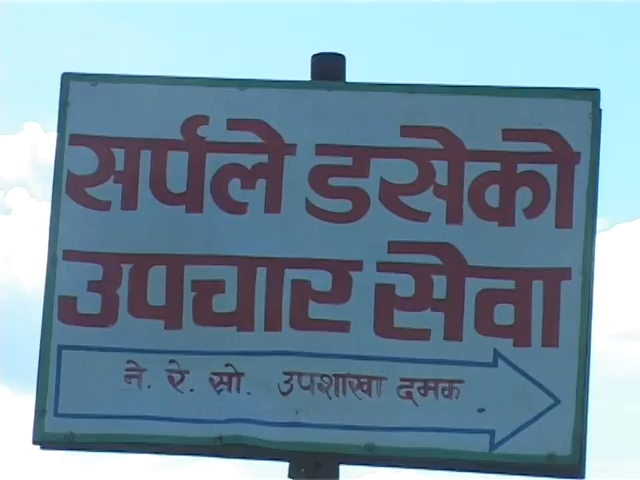 सर्पले डसेको
उपचार सेवा
ने. रे. सो. उपशाखा दमक